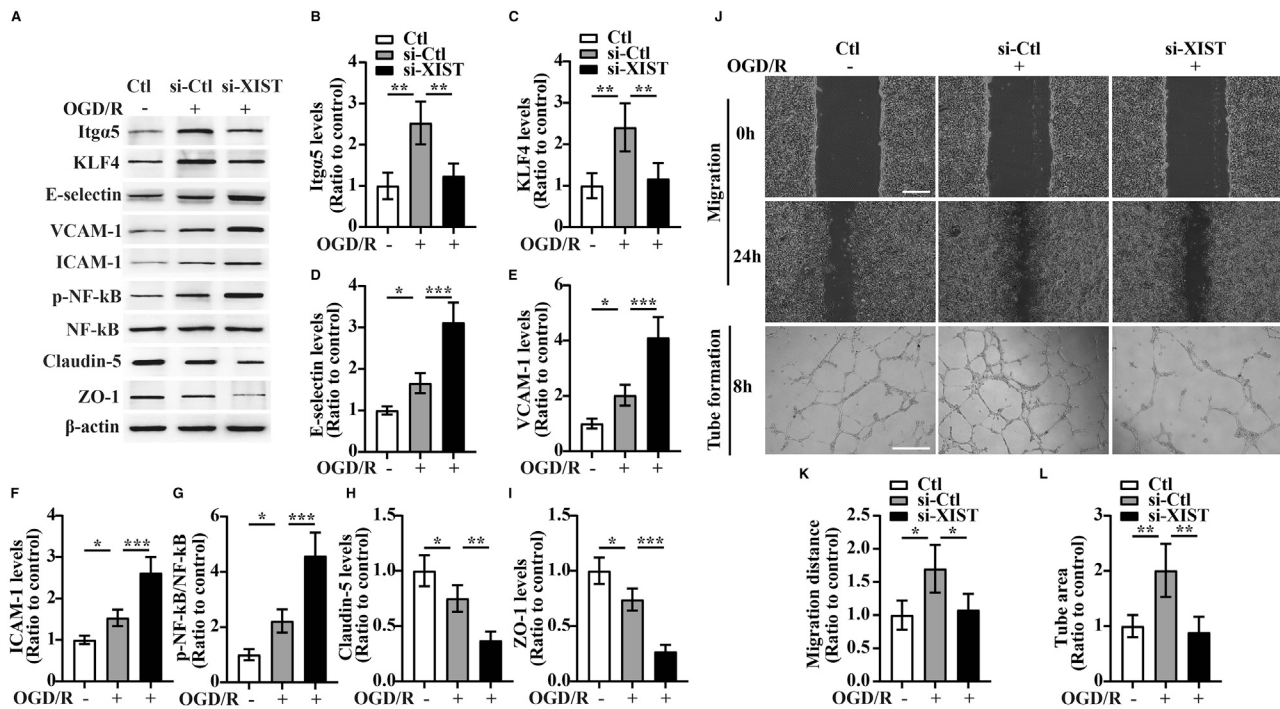 A
Ctl si-Ctl si-XIST
OGD/R - + +
Itgα5
KLF4
E-selectin
VCAM-1
ICAM-1
p-NF-kB
NF-kB
Claudin-5
ZO-1
β-actin
B
Ctl
si-Ctl
si-XIST
Itgα5 levels
(Ratio to control)
4
3
2
1
0
** **
OGD/R - + +
C
Ctl
si-Ctl
si-XIST
KLF4 levels
(Ratio to control)
4
3
2
1
0
** **
OGD/R - + +
D
E-selectin levels
(Ratio to control)
4
3
2
1
0
* ***
OGD/R - + +
E
VCAM-1 levels
(Ratio to control)
6
4
2
0
* ***
OGD/R - + +
F
ICAM-1 levels
(Ratio to control)
4
3
2
1
0
* ***
OGD/R - + +
G
p-NF-kB/NF-kB
(Ratio to control)
6
4
2
0
* ***
OGD/R - + +
H
Claudin-5 levels
(Ratio to control)
1.5
1.0
0.5
0.0
* **
OGD/R - + +
I
ZO-1 levels
(Ratio to control)
1.5
1.0
0.5
0.0
* ***
OGD/R - + +
J
Ctl si-Ctl si-XIST
OGD/R - + +
Migration
0h
24h
Tube formation
8h
K
Ctl
si-Ctl
si-XIST
Migration distance
(Ratio to control)
2.5
2.0
1.5
1.0
0.5
0.0
* *
OGD/R - + +
L
Ctl
si-Ctl
si-XIST
Tube area
(Ratio to control)
3
2
1
0
** **
OGD/R - + +